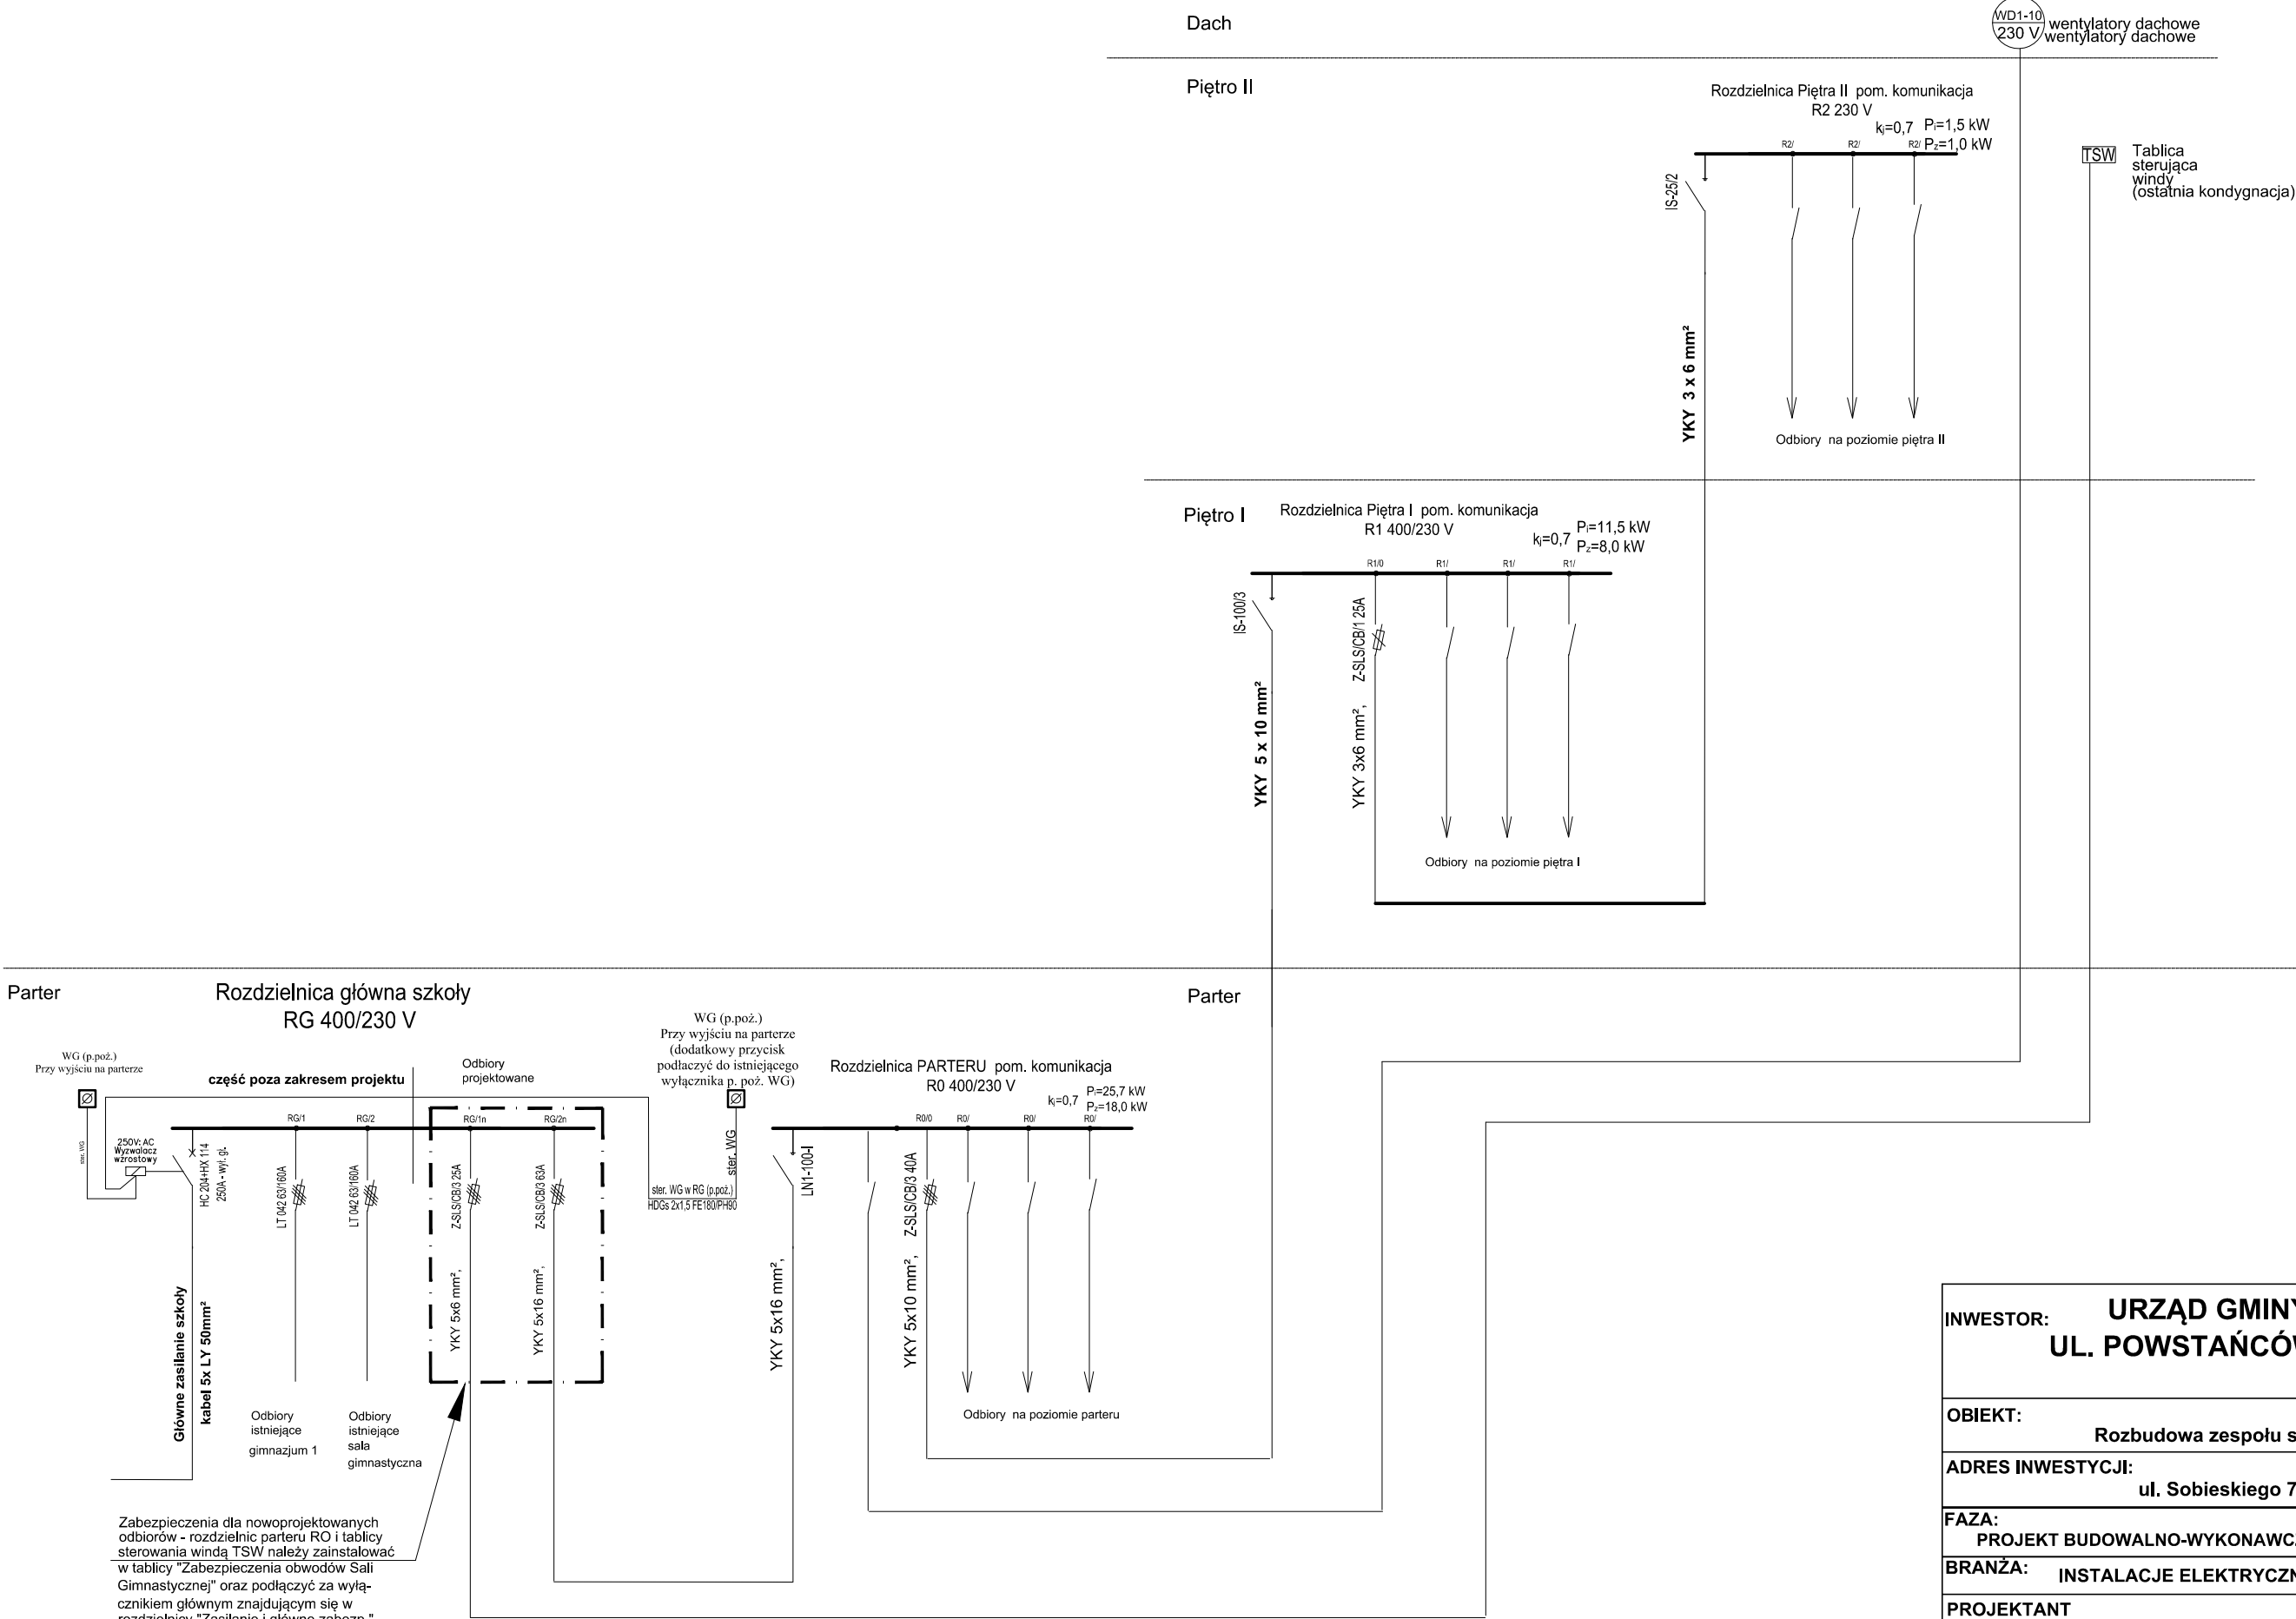 Dach
WD1-10
230 V
wentylatory dachowe
wentylatory dachowe
Piętro II
Rozdzielnica Piętra II pom. komunikacja
R2 230 V
kj=0,7
Pi=1,5 kW
Pz=1,0 kW
R2/
R2/
R2/
TSW
Tablica
sterująca
windy
(ostatnia kondygnacja)
IS-25/2
YKY 3 x 6 mm²
Odbiory na poziomie piętra II
Piętro I
Rozdzielnica Piętra I pom. komunikacja
R1 400/230 V
kj=0,7
Pi=11,5 kW
Pz=8,0 kW
R1/0
R1/
R1/
R1/
IS-100/3
Z-SLS/CB/1 25A
YKY 5 x 10 mm²
YKY 3x6 mm²,
Odbiory na poziomie piętra I
Parter
Rozdzielnica główna szkoły
RG 400/230 V
WG (p.poż.)
Przy wyjściu na parterze
część poza zakresem projektu
Odbiory
projektowane
WG (p.poż.)
Przy wyjściu na parterze
(dodatkowy przycisk
podłaczyć do istniejącego
wyłącznika p. poż. WG)
Parter
Rozdzielnica PARTERU pom. komunikacja
R0 400/230 V
kj=0,7
Pi=25,7 kW
Pz=18,0 kW
RG/1
RG/2
RG/1n
RG/2n
R0/0
R0/
R0/
R0/
ster. WG
250V: AC
Wyzwalacz
wzrostowy
HC 204+HX 114
250A - wył. gł.
LT 042 63/160A
LT 042 63/160A
Z-SLS/CB/3 25A
Z-SLS/CB/3 63A
ster. WG
ster. WG w RG (p.poż.)
HDGs 2x1,5 FE180/PH90
LN1-100-I
Z-SLS/CB/3 40A
Główne zasilanie szkoły
kabel 5x LY 50mm²
YKY 5x6 mm²,
YKY 5x16 mm²,
YKY 5x16 mm²,
YKY 5x10 mm²,
Odbiory
istniejące
gimnazjum 1
Odbiory
istniejące
sala
gimnastyczna
Odbiory na poziomie parteru
Zabezpieczenia dla nowoprojektowanych
odbiorów - rozdzielnic parteru RO i tablicy
sterowania windą TSW należy zainstalować
w tablicy "Zabezpieczenia obwodów Sali
Gimnastycznej" oraz podłączyć za wyłą-
cznikiem głównym znajdującym się w
rozdzielnicy "Zasilanie i główne zabezp."
INWESTOR:
URZĄD GMINY
UL. POWSTAŃCÓW
OBIEKT:
Rozbudowa zespołu s
ADRES INWESTYCJI:
ul. Sobieskiego 7
FAZA:
PROJEKT BUDOWALNO-WYKONAWCZ
BRANŻA:
INSTALACJE ELEKTRYCZN
PROJEKTANT